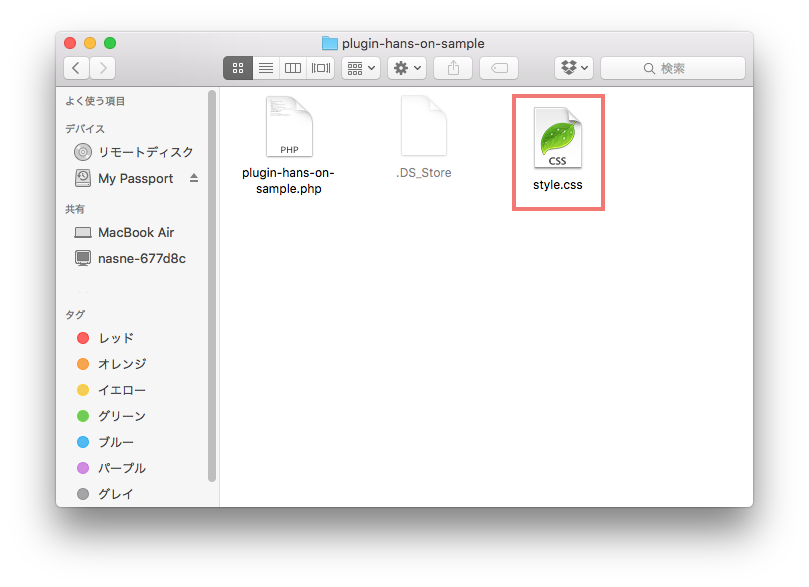 plugin-hans-on-sample
検索
よく使う項目
デバイス
リモートディスク
My Passport
共有
MacBook Air
nasne-677d8c
タグ
レッド
オレンジ
イエロー
グリーン
ブルー
パープル
グレイ
PHP
plugin-hans-on-
sample.php
.DS_Store
CSS
style.css